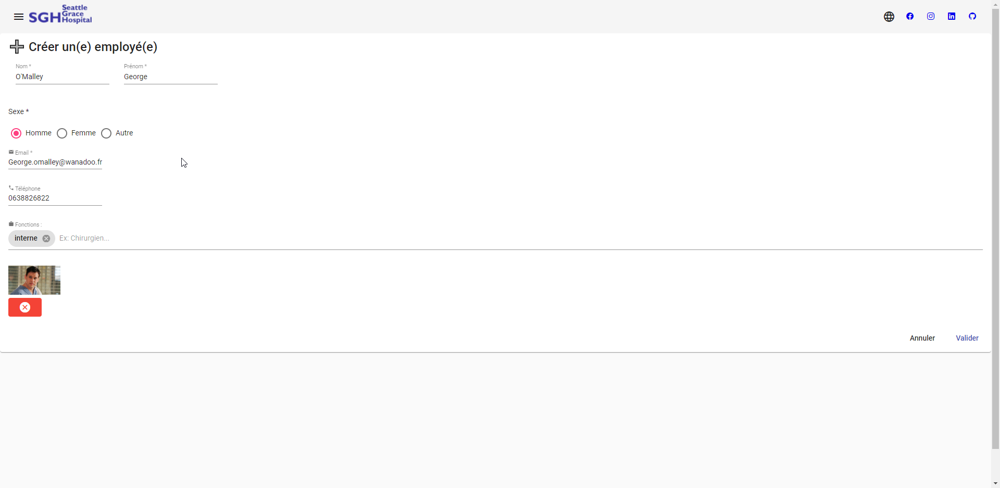 SGH Seattle
Grace
Hospital
Créer un(e) employé(e)
Nom * Prénom *
O'Malley George
Sexe *
Homme Femme Autre
Email *
George.omalley@wanadoo.fr
Téléphone
0638826822
Fonctions :
interne Ex: Chirurgien...
Annuler Valider